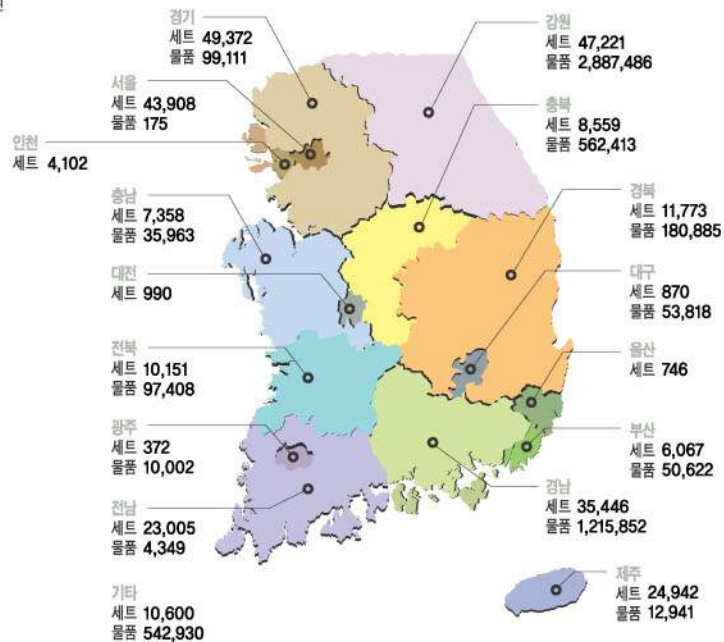 경기
세트 49,372
물품 99,111
서울
세트 43,908
물품 175
인천
세트 4,102
충남
세트 7,358
물품 35,963
대전
세트 990
전북
세트 10,151
물품 97,408
광주
세트 372
물품 10,002
전남
세트 23,005
물품 4,349
기타
세트 10,600
물품 542,930
강원
세트 47,221
물품 2,887,486
충북
세트 8,559
물품 562,413
경북
세트 11,773
물품 180,885
대구
세트 870
물품 53,818
울산
세트 746
부산
세트 6,067
물품 50,622
경남
세트 35,446
물품 1,215,852
제주
세트 24,942
물품 12,941